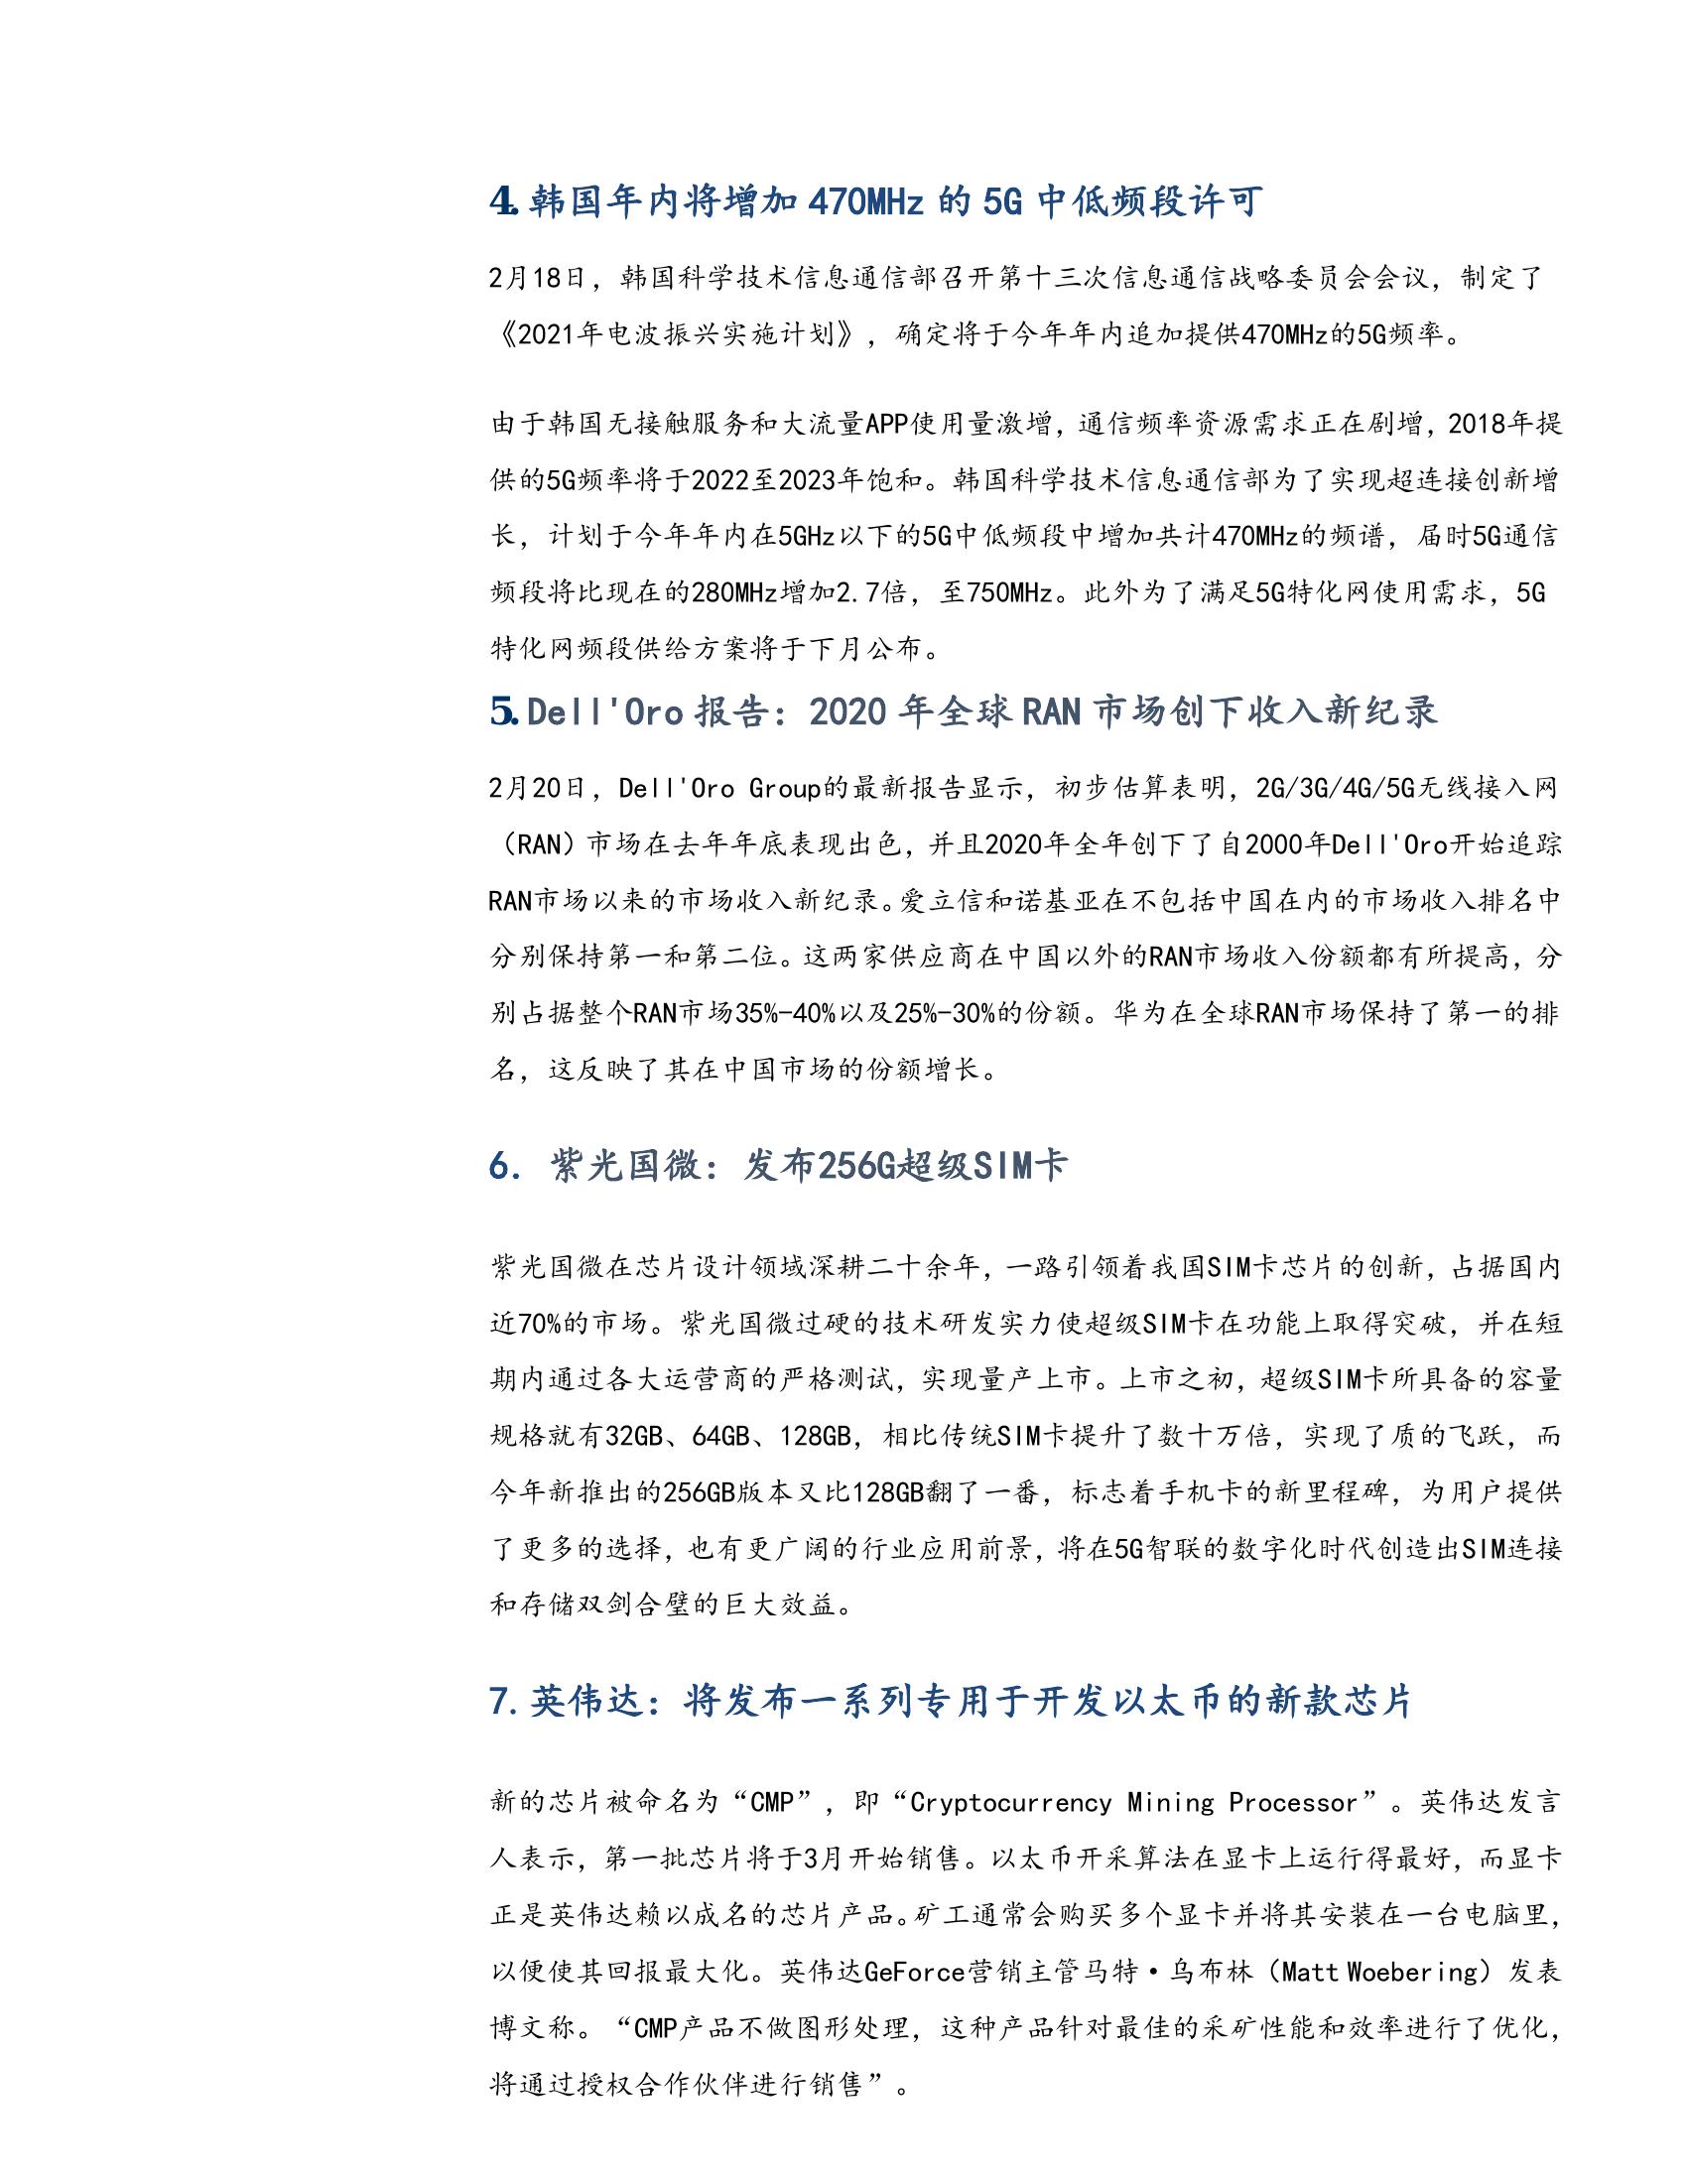 4. 韩国年内将增加 470MHz 的 5G 中低频段许可
2月18日，韩国科学技术信息通信部召开第十三次信息通信战略委员会会议，制定了
《2021年电波振兴实施计划》，确定将于今年年内追加提供470MHz的5G频率。
由于韩国无接触服务和大流量APP使用量激增，通信频率资源需求正在剧增，2018年提
供的5G频率将于2022至2023年饱和。韩国科学技术信息通信部为了实现超连接创新增
长，计划于今年年内在5GHz以下的5G中低频段中增加共计470MHz的频谱，届时5G通信
频段将比现在的280MHz增加2.7倍，至750MHz。此外为了满足5G特化网使用需求，5G
特化网频段供给方案将于下月公布。
5. Dell'Oro 报告：2020 年全球 RAN 市场创下收入新纪录
2月20日，Dell'Oro Group的最新报告显示，初步估算表明，2G/3G/4G/5G无线接入网
（RAN）市场在去年年底表现出色，并且2020年全年创下了自2000年Dell'Oro开始追踪
RAN市场以来的市场收入新纪录。爱立信和诺基亚在不包括中国在内的市场收入排名中
分别保持第一和第二位。这两家供应商在中国以外的RAN市场收入份额都有所提高，分
别占据整个RAN市场35%-40%以及25%-30%的份额。华为在全球RAN市场保持了第一的排
名，这反映了其在中国市场的份额增长。
6. 紫光国微：发布256G超级SIM卡
紫光国微在芯片设计领域深耕二十余年，一路引领着我国SIM卡芯片的创新，占据国内
近70%的市场。紫光国微过硬的技术研发实力使超级SIM卡在功能上取得突破，并在短
期内通过各大运营商的严格测试，实现量产上市。上市之初，超级SIM卡所具备的容量
规格就有32GB、64GB、128GB，相比传统SIM卡提升了数十万倍，实现了质的飞跃，而
今年新推出的256GB版本又比128GB翻了一番，标志着手机卡的新里程碑，为用户提供
了更多的选择，也有更广阔的行业应用前景，将在5G智联的数字化时代创造出SIM连接
和存储双剑合璧的巨大效益。
7. 英伟达：将发布一系列专用于开发以太币的新款芯片
新的芯片被命名为“CMP”，即“Cryptocurrency Mining Processor”。英伟达发言
人表示，第一批芯片将于3月开始销售。以太币开采算法在显卡上运行得最好，而显卡
正是英伟达赖以成名的芯片产品。矿工通常会购买多个显卡并将其安装在一台电脑里，
以便使其回报最大化。英伟达GeForce营销主管马特·乌布林（Matt Woebering）发表
博文称。“CMP产品不做图形处理，这种产品针对最佳的采矿性能和效率进行了优化，
将通过授权合作伙伴进行销售”。